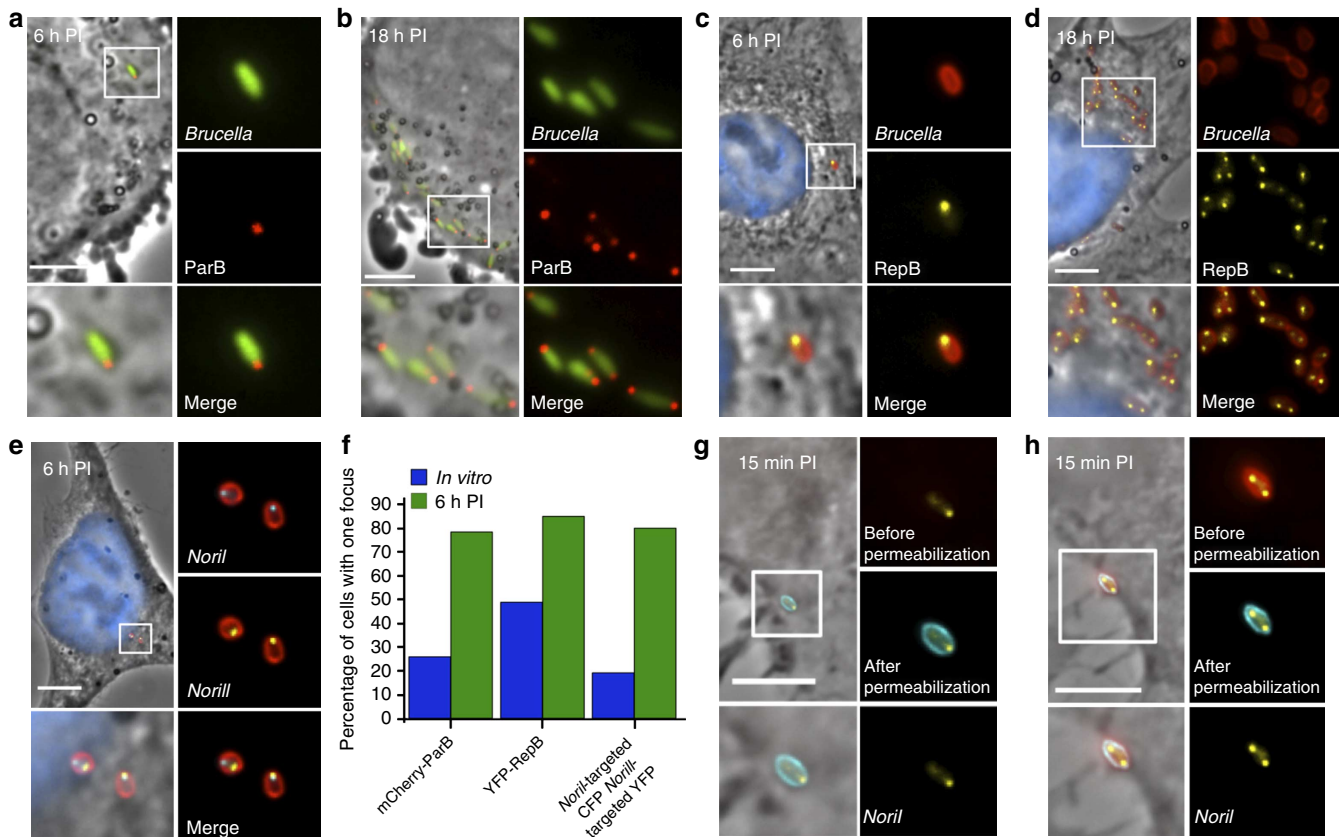 a
6 h PI
Brucella
ParB
Merge
b
18 h PI
Brucella
ParB
Merge
c
6 h PI
Brucella
RepB
Merge
d
18 h PI
Brucella
RepB
Merge
e
6 h PI
NoriI
NoriII
Merge
f
In vitro
6 h PI
Percentage of cells with one focus
90
80
70
60
50
40
30
20
10
0
mCherry-ParB
YFP-RepB
NoriI-targeted
CFP NoriII-
targeted YFP
g
15 min PI
Before
permeabilization
After
permeabilization
NoriI
h
15 min PI
Before
permeabilization
After
permeabilization
NoriI